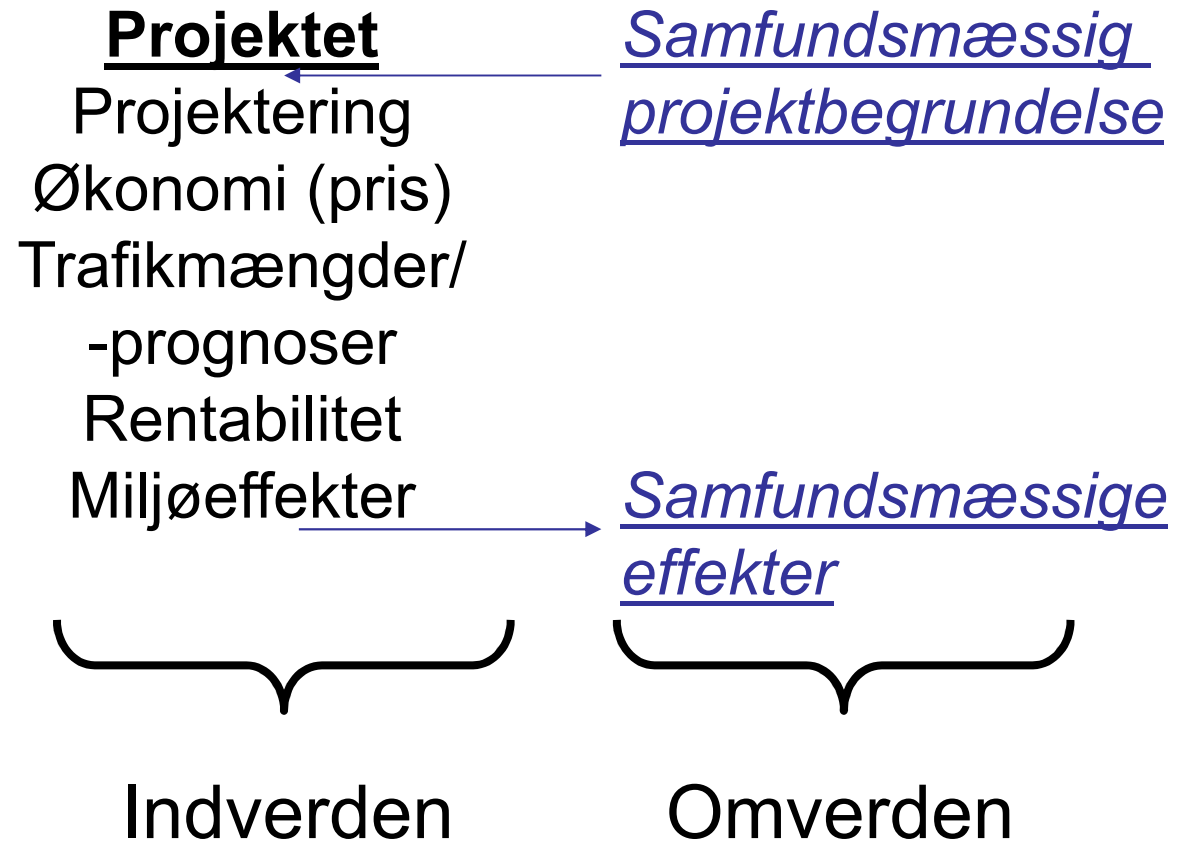 Projektet
Projektering
Økonomi (pris)
Trafikmængder/
-prognoser
Rentabilitet
Miljøeffekter
Samfundsmæssig
projektbegrundelse
Samfundsmæssige
effekter
Indverden
Omverden